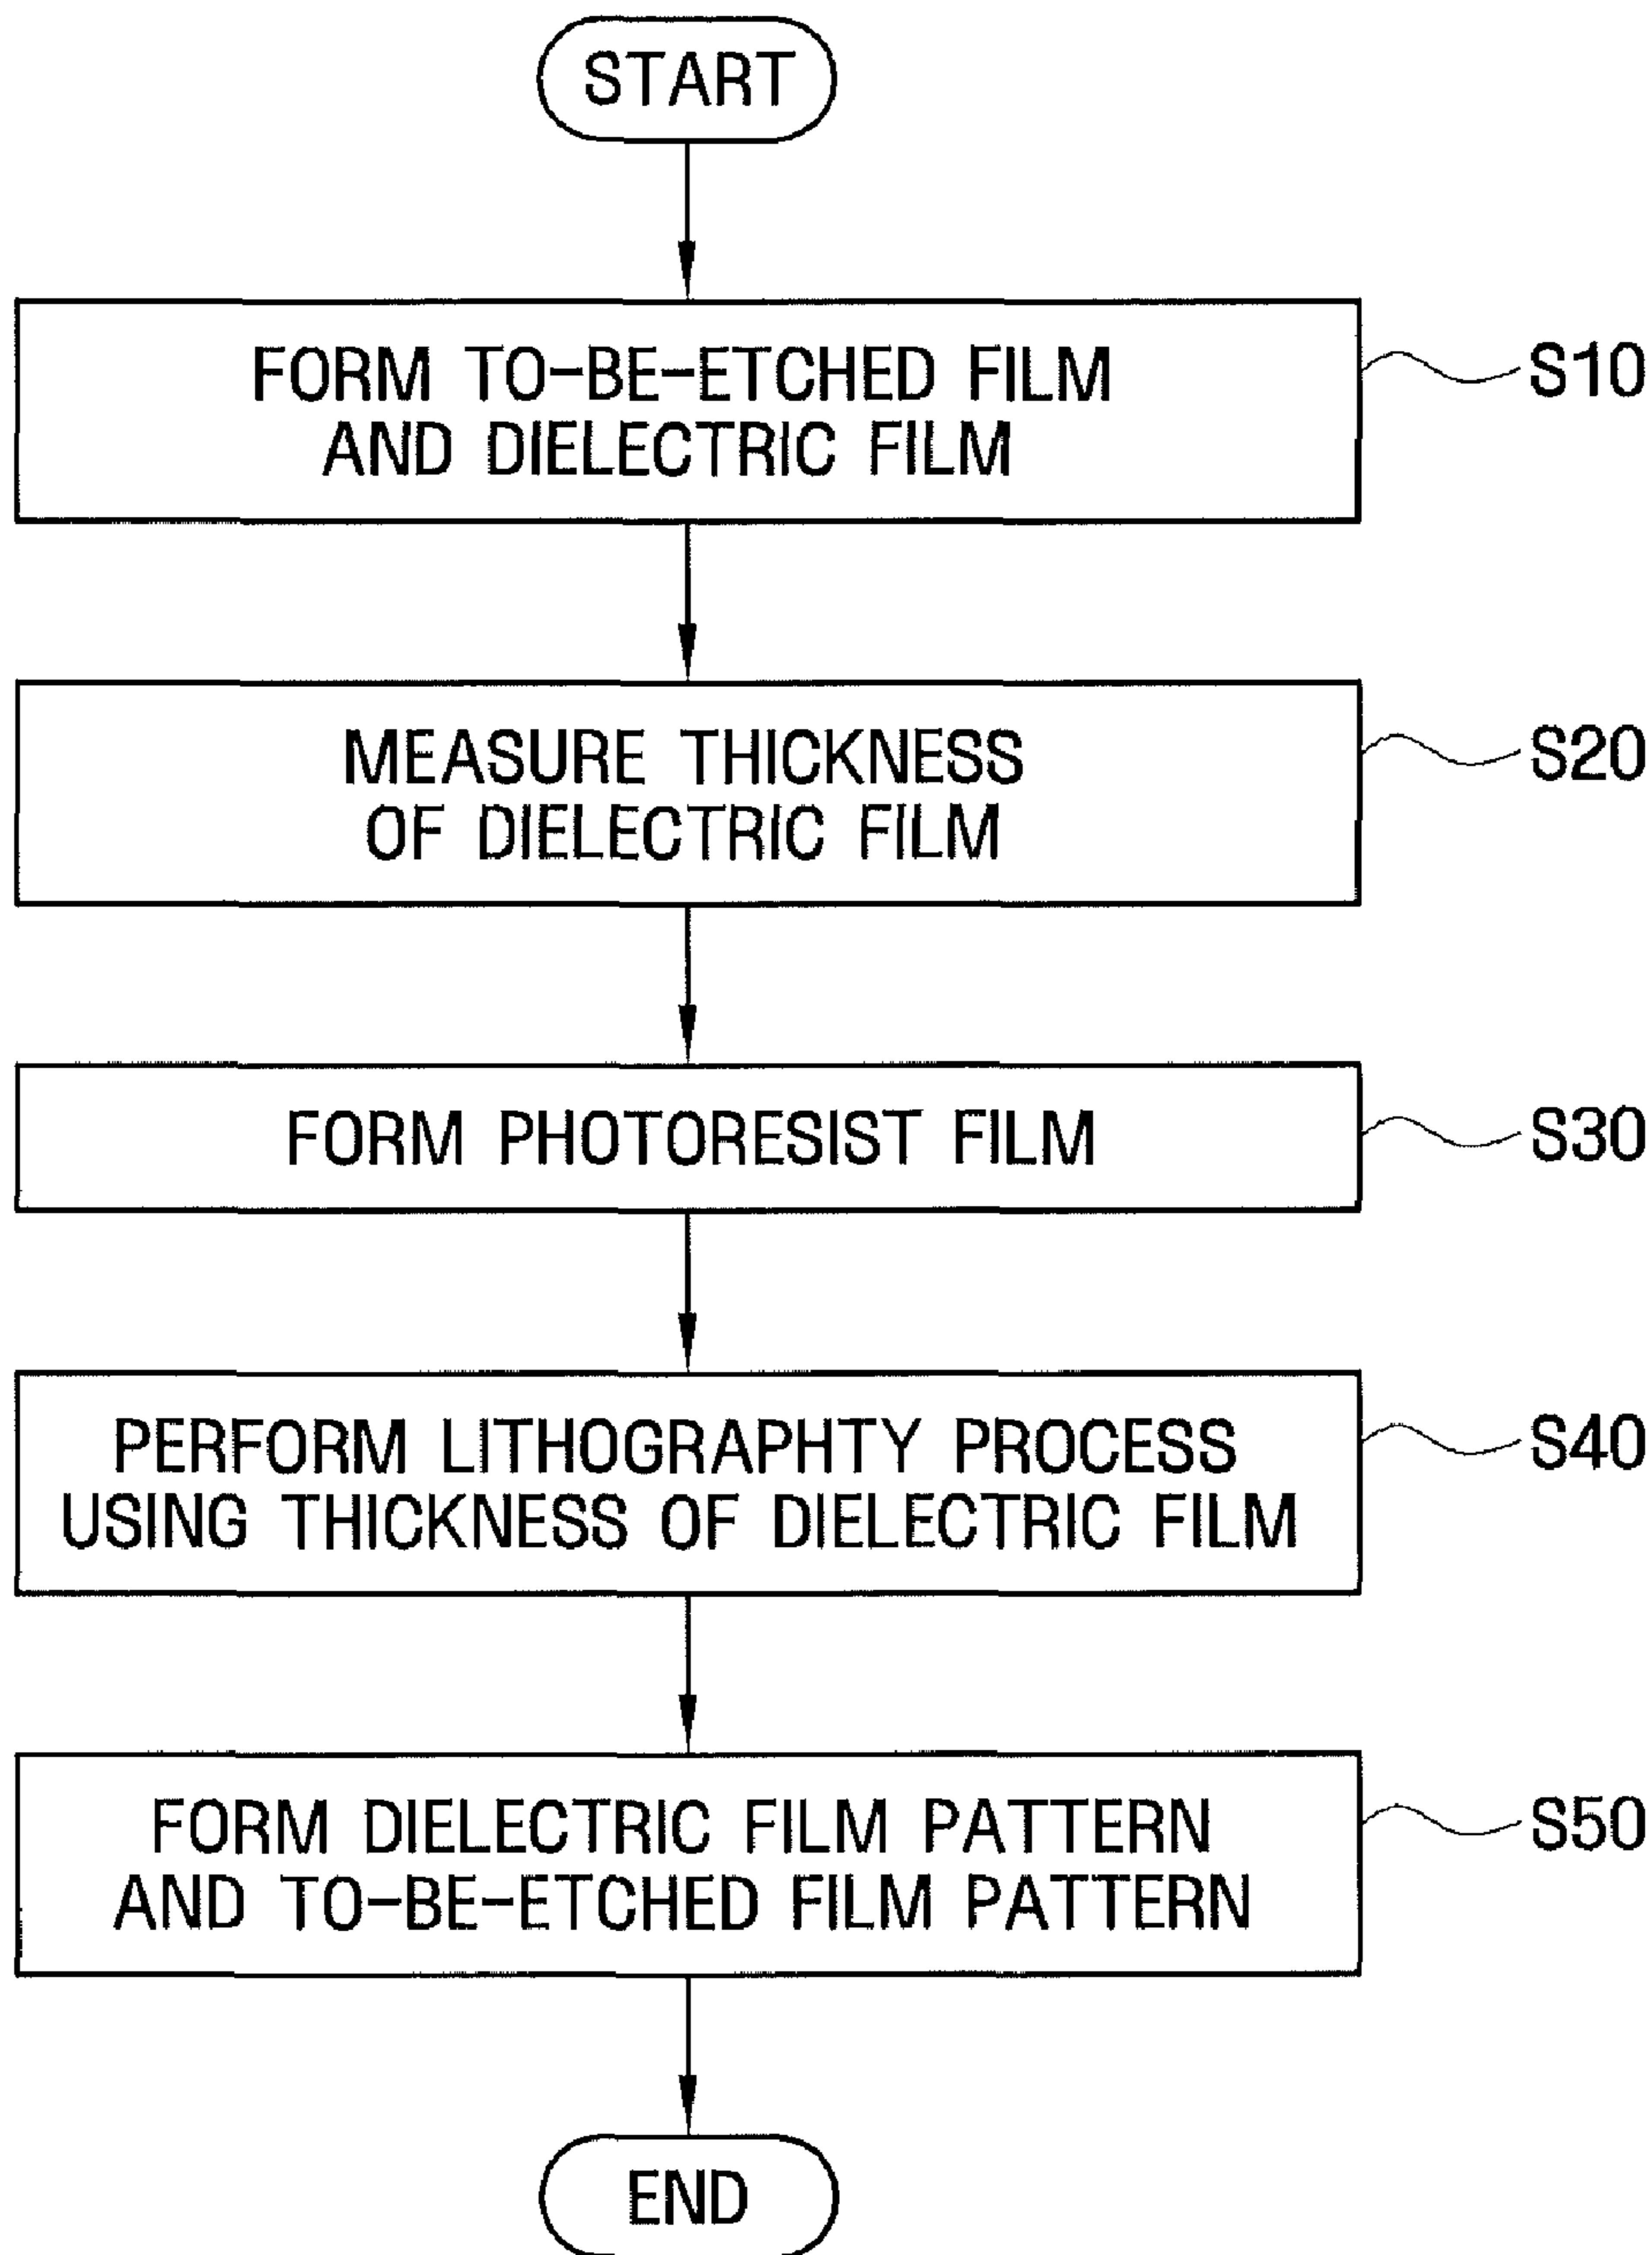 START
FORM TO-BE-ETCHED FILM
AND DIELECTRIC FILM
S10
MEASURE THICKNESS
OF DIELECTRIC FILM
S20
FORM PHOTORESIST FILM
S30
PERFORM LITHOGRAPHTY PROCESS
USING THICKNESS OF DIELECTRIC FILM
S40
FORM DIELECTRIC FILM PATTERN
AND TO-BE-ETCHED FILM PATTERN
S50
END